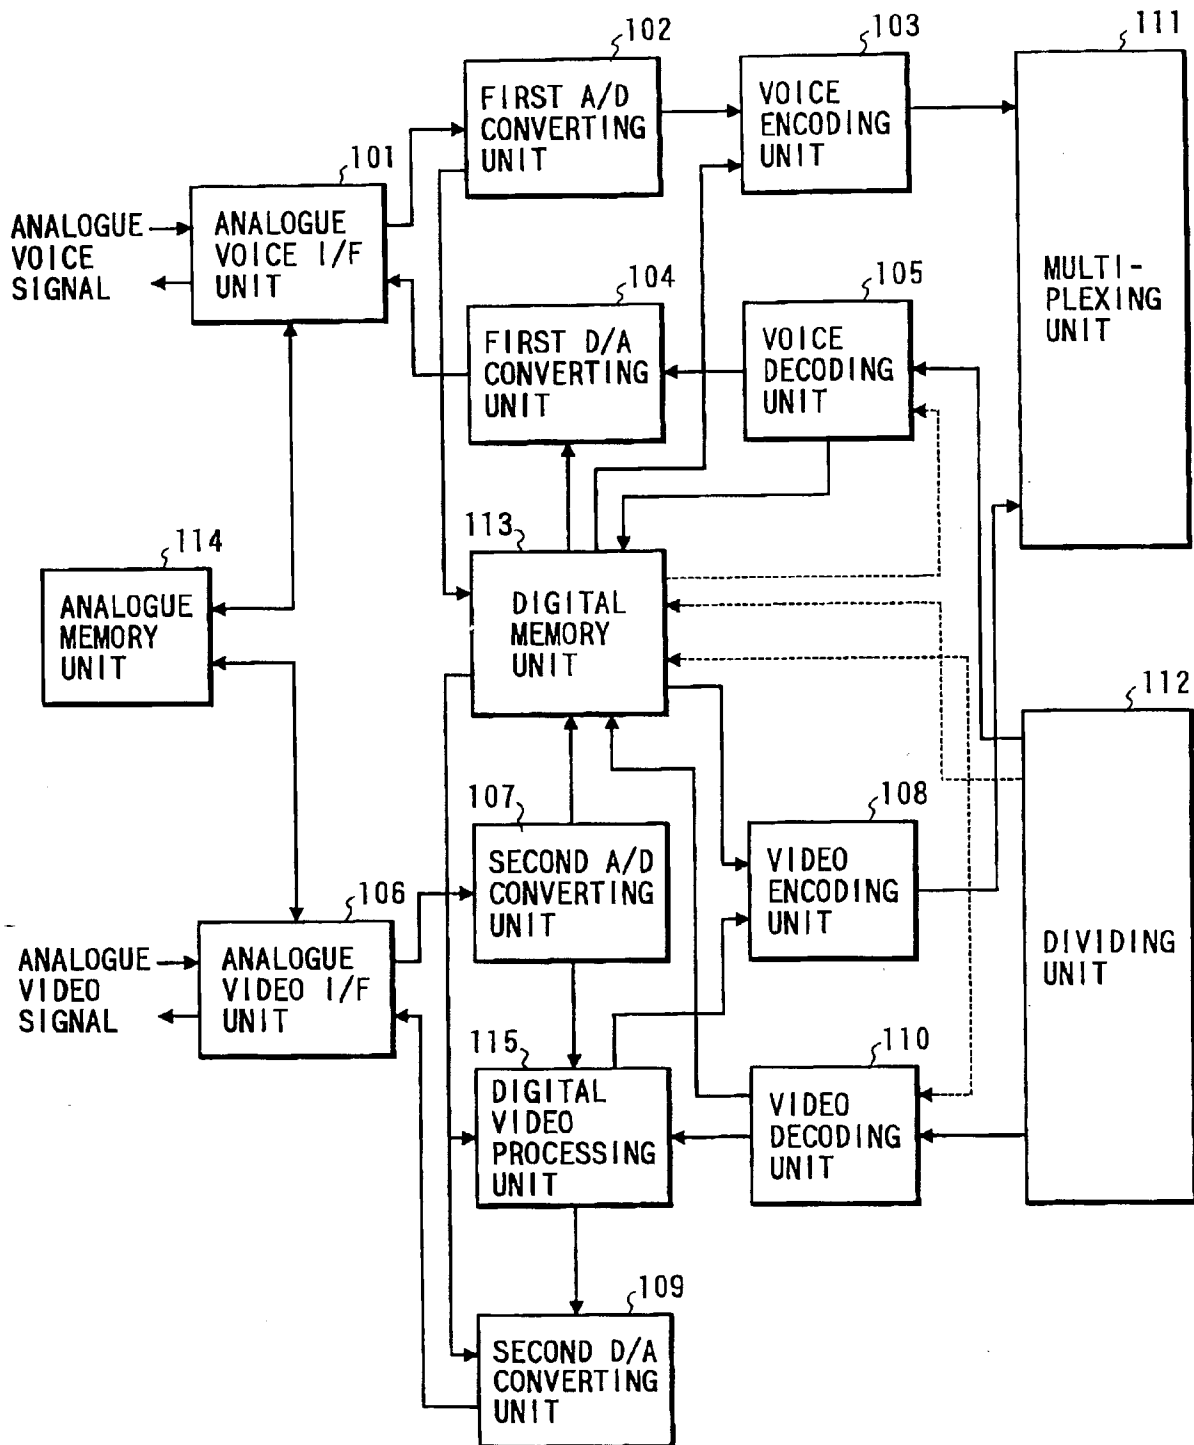 102
FIRST A/D
CONVERTING
UNIT
103
VOICE
ENCODING
UNIT
111
MULTI-
PLEXING
UNIT
101
ANALOGUE
VOICE I/F
UNIT
ANALOGUE
VOICE
SIGNAL
104
FIRST D/A
CONVERTING
UNIT
105
VOICE
DECODING
UNIT
114
ANALOGUE
MEMORY
UNIT
113
DIGITAL
MEMORY
UNIT
112
DIVIDING
UNIT
107
SECOND A/D
CONVERTING
UNIT
108
VIDEO
ENCODING
UNIT
106
ANALOGUE
VIDEO I/F
UNIT
ANALOGUE
VIDEO
SIGNAL
115
DIGITAL
VIDEO
PROCESSING
UNIT
110
VIDEO
DECODING
UNIT
109
SECOND D/A
CONVERTING
UNIT